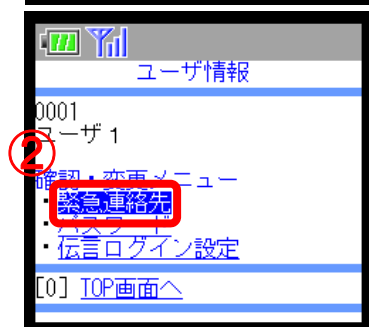 ユーザ情報
0001
ユーザ1
②
確認・変更メニュー
・緊急連絡先
・パスワード
・伝言ログイン設定
[0] TOP画面へ